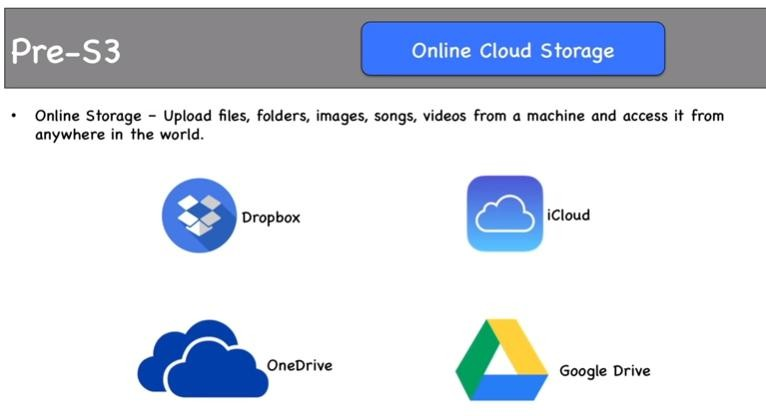 Pre-S3
Online Cloud Storage
• Online Storage – Upload files, folders, images, songs, videos from a machine and access it from
anywhere in the world.
Dropbox
iCloud
OneDrive
Google Drive